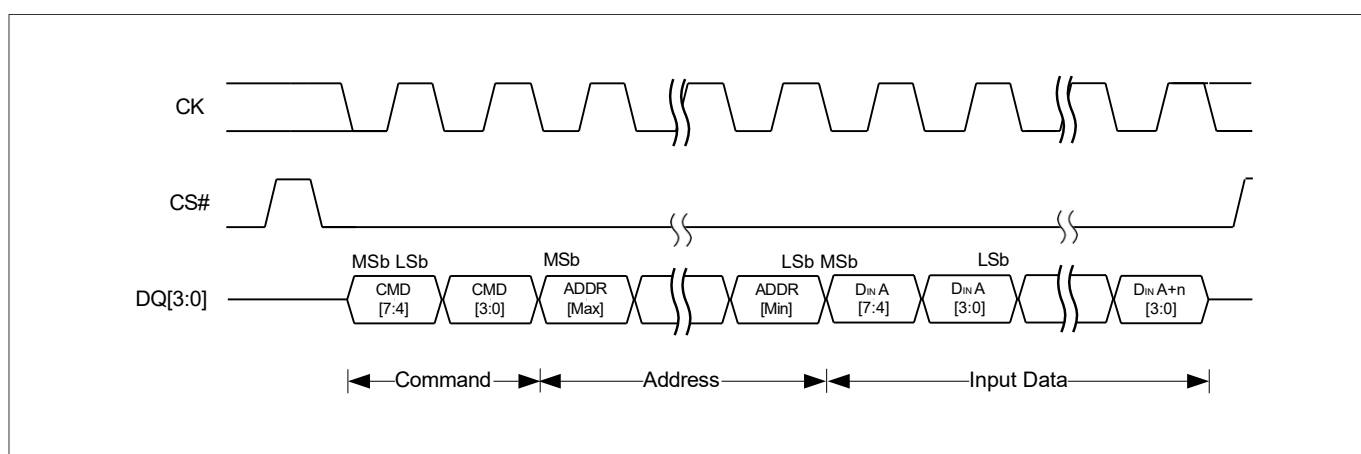 CK
CS#
MSb LSb
MSb
LSb MSb
LSb
DQ[3:0]
CMD
[7:4]
CMD
[3:0]
ADDR
[Max]
ADDR
[Min]
DIN A
[7:4]
DIN A
[3:0]
DIN A+n
[3:0]
Command
Address
Input Data